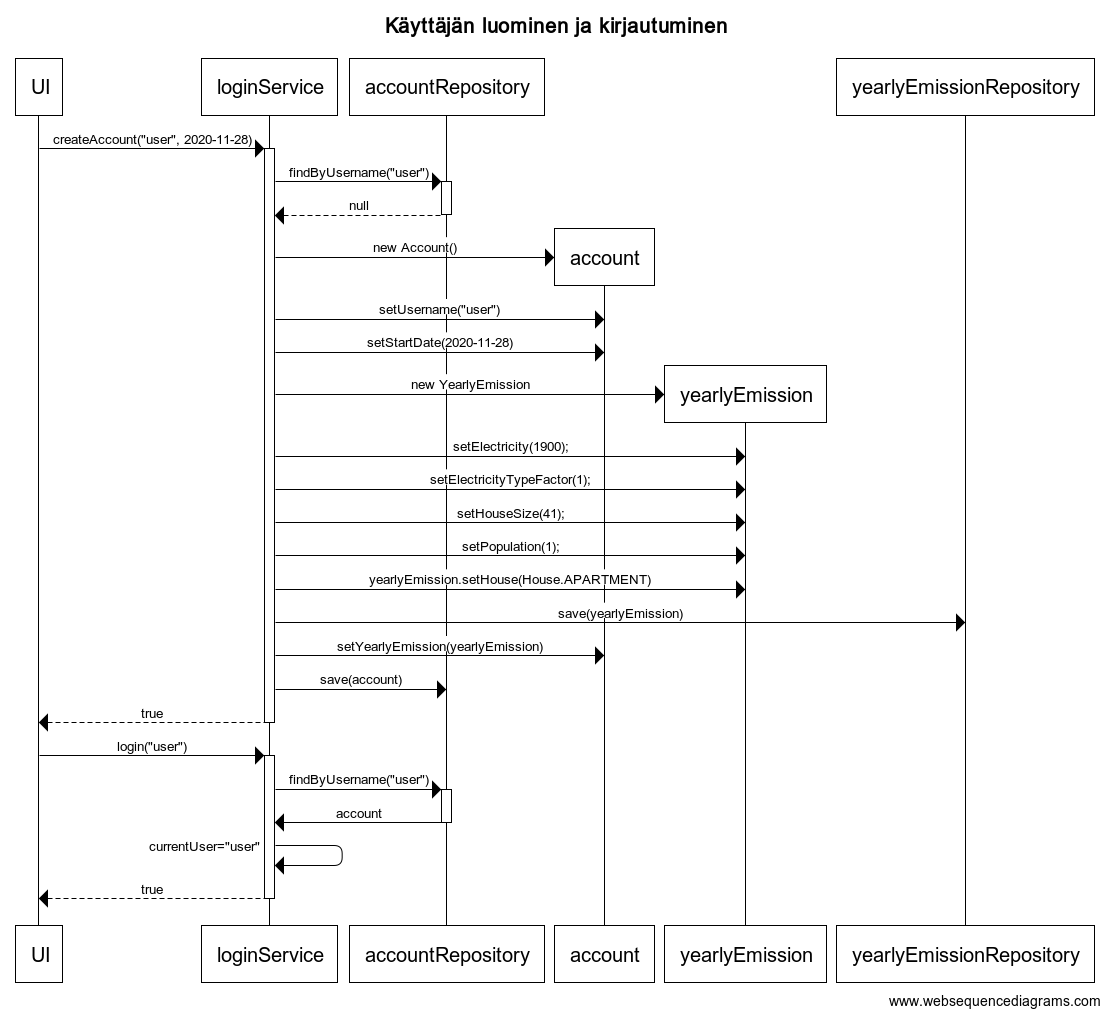 Käyttäjän luominen ja kirjautuminen
UI
loginService
accountRepository
yearlyEmissionRepository
createAccount("user", 2020-11-28)
findByUsername("user")
null
new Account()
account
setUsername("user")
setStartDate(2020-11-28)
new YearlyEmission
yearlyEmission
setElectricity(1900);
setElectricityTypeFactor(1);
setHouseSize(41);
setPopulation(1);
yearlyEmission.setHouse(House.APARTMENT)
save(yearlyEmission)
setYearlyEmission(yearlyEmission)
save(account)
true
login("user")
findByUsername("user")
account
currentUser="user"
true
UI
loginService
accountRepository
account
yearlyEmission
yearlyEmissionRepository
www.websequencediagrams.com